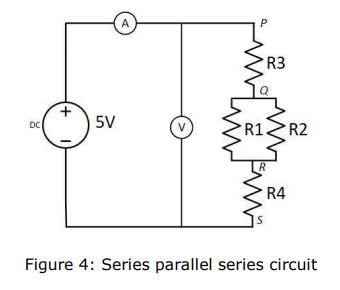 A
P
R3
Q
+
DC
5V
V
R1
R2
R
R4
S
Figure 4: Series parallel series circuit